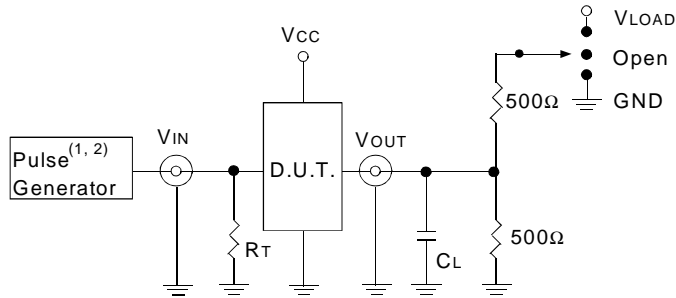 VLOAD
VCC
Open
500Ω
GND
VIN
VOUT
Pulse(1, 2)
Generator
D.U.T.
RT
CL
500Ω